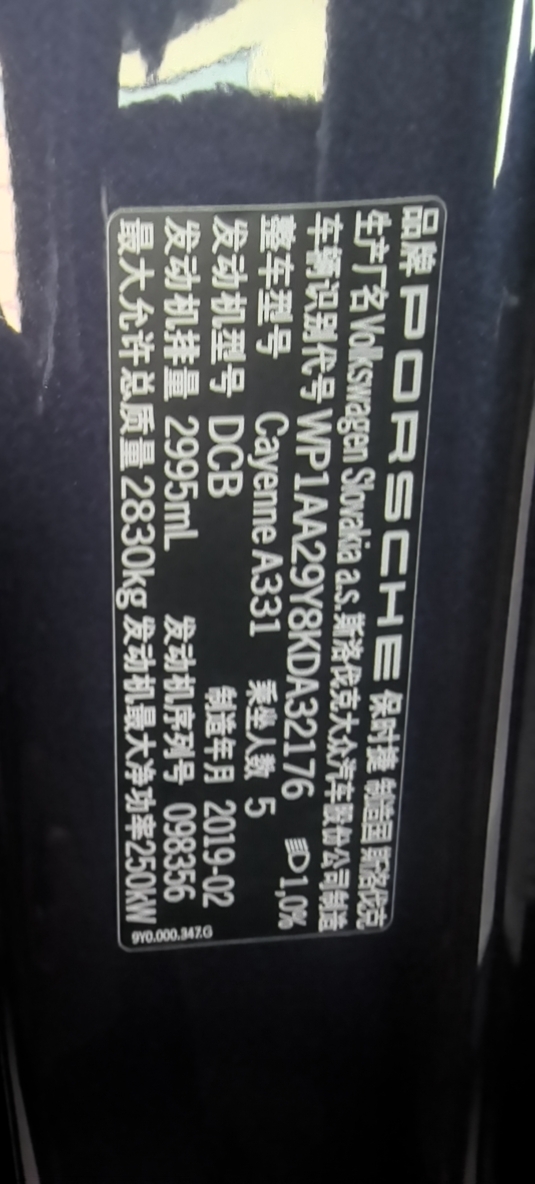 品牌 PORSCHE 保时捷 制造国 斯洛伐克
生产厂名 Volkswagen Slovakia a.s. 斯洛伐克大众汽车股份公司制造
车辆识别代号 WP1AA29Y8KDA32176 1,0%
整车型号 Cayenne A331 乘坐人数 5
发动机型号 DCB 制造年月 2019-02
发动机排量 2995mL 发动机序列号 098356
最大允许总质量 2830kg 发动机最大净功率 250kW
9Y0.000.347.G